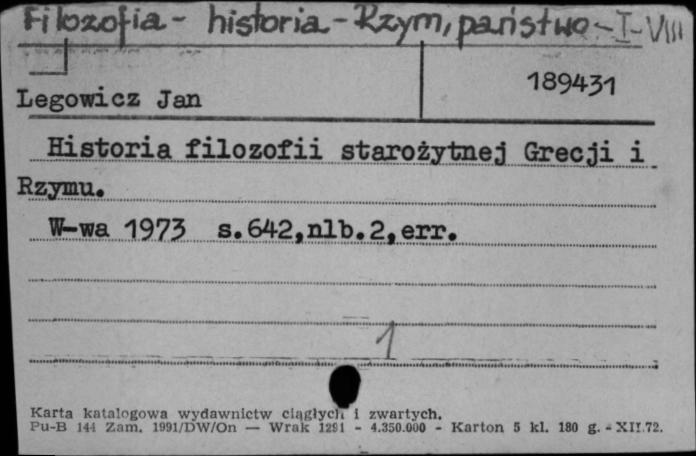 Filozofia - historia - Rzym, państwo - I-VIII
189431
Legowicz Jan
Historia filozofii starożytnej Grecji i
Rzymu.
W-wa 1973 s.642,nlb.2,err.
1
Karta katalogowa wydawnictw ciągłych i zwartych.
Pu-B 144 Zam. 1991/DW/On — Wrak 1291 - 4.350.000 - Karton 5 kl. 180 g. - XII.72.